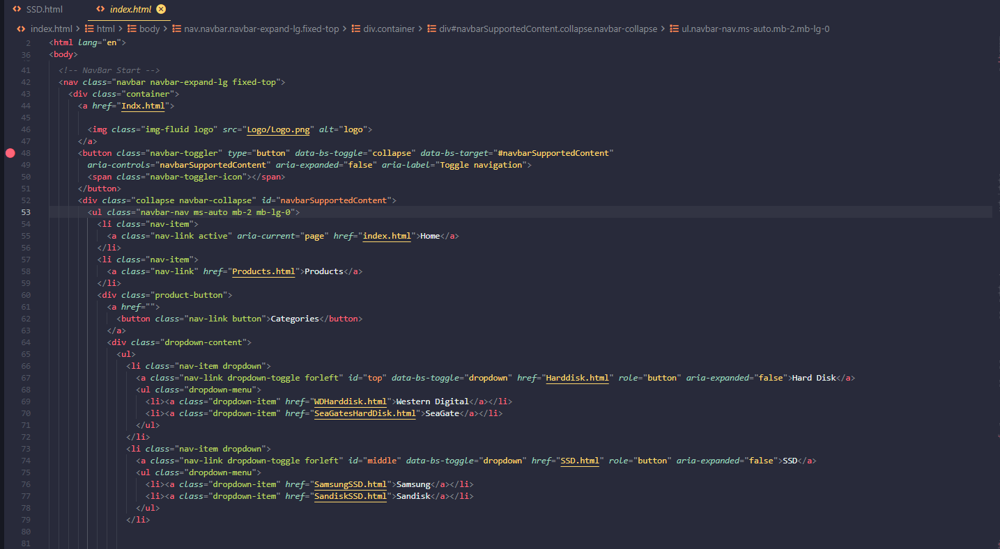 SSD.html
index.html
index.html > html > body > nav.navbar.navbar-expand-lg.fixed-top > div.container > div#navbarSupportedContent.collapse.navbar-collapse > ul.navbar-nav.ms-auto.mb-2.mb-lg-0
2 <html lang="en">
36 <body>
41 <!-- NavBar Start -->
42 <nav class="navbar navbar-expand-lg fixed-top">
43 <div class="container">
44 <a href="Indx.html">
45
46 <img class="img-fluid logo" src="Logo/Logo.png" alt="logo">
47 </a>
48 <button class="navbar-toggler" type="button" data-bs-toggle="collapse" data-bs-target="#navbarSupportedContent"
49 aria-controls="navbarSupportedContent" aria-expanded="false" aria-label="Toggle navigation">
50 <span class="navbar-toggler-icon"></span>
51 </button>
52 <div class="collapse navbar-collapse" id="navbarSupportedContent">
53 <ul class="navbar-nav ms-auto mb-2 mb-lg-0">
54 <li class="nav-item">
55 <a class="nav-link active" aria-current="page" href="index.html">Home</a>
56 </li>
57 <li class="nav-item">
58 <a class="nav-link" href="Products.html">Products</a>
59 </li>
60 <div class="product-button">
61 <a href="">
62 <button class="nav-link button">Categories</button>
63 </a>
64 <div class="dropdown-content">
65 <ul>
66 <li class="nav-item dropdown">
67 <a class="nav-link dropdown-toggle forleft" id="top" data-bs-toggle="dropdown" href="Harddisk.html" role="button" aria-expanded="false">Hard Disk</a>
68 <ul class="dropdown-menu">
69 <li><a class="dropdown-item" href="WDHarddisk.html">Western Digital</a></li>
70 <li><a class="dropdown-item" href="SeaGatesHardDisk.html">SeaGate</a></li>
71 </ul>
72 </li>
73 <li class="nav-item dropdown">
74 <a class="nav-link dropdown-toggle forleft" id="middle" data-bs-toggle="dropdown" href="SSD.html" role="button" aria-expanded="false">SSD</a>
75 <ul class="dropdown-menu">
76 <li><a class="dropdown-item" href="SamsungSSD.html">Samsung</a></li>
77 <li><a class="dropdown-item" href="SandiskSSD.html">Sandisk</a></li>
78 </ul>
79 </li>
80
81